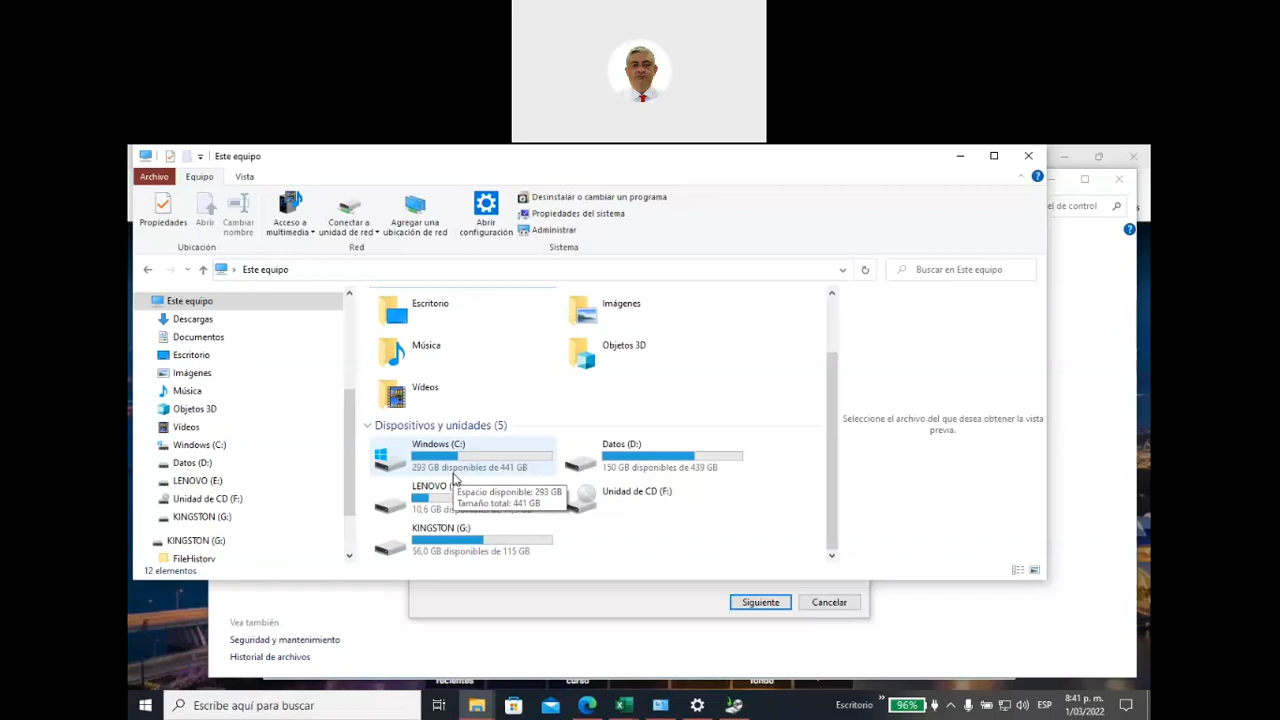 Este equipo
Archivo
Equipo
Vista
Propiedades
Abrir
Cambiar
nombre
Acceso a
multimedia
Conectar a
unidad de red
Agregar una
ubicación de red
Abrir
configuración
Desinstalar o cambiar un programa
Propiedades del sistema
Administrar
Ubicación
Red
Sistema
el de control
Este equipo
Buscar en Este equipo
Este equipo
Descargas
Documentos
Escritorio
Imágenes
Música
Objetos 3D
Vídeos
Windows (C:)
Datos (D:)
LENOVO (E:)
Unidad de CD (F:)
KINGSTON (G:)
KINGSTON (G:)
FileHistory
Escritorio
Imágenes
Música
Objetos 3D
Vídeos
Dispositivos y unidades (5)
Windows (C:)
293 GB disponibles de 441 GB
Datos (D:)
150 GB disponibles de 439 GB
LENOVO (
10,6
Espacio disponible: 293 GB
Tamaño total: 441 GB
Unidad de CD (F:)
KINGSTON (G:)
56,0 GB disponibles de 115 GB
Seleccione el archivo del que desea obtener la vista
previa.
12 elementos
Siguiente
Cancelar
Vea también
Seguridad y mantenimiento
Historial de archivos
recientes
curso
fondo
Escribe aquí para buscar
Escritorio
96%
ESP
8:41 p. m.
1/03/2022